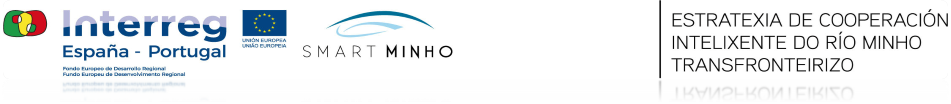 Interreg
España - Portugal
Fondo Europeo de Desarrollo Regional
Fundo Europeu de Desenvolvimento Regional
UNIÓN EUROPEA
UNIÃO EUROPEIA
SMART MINHO
ESTRATEXIA DE COOPERACIÓN
INTELIXENTE DO RÍO MINHO
TRANSFRONTEIRIZO